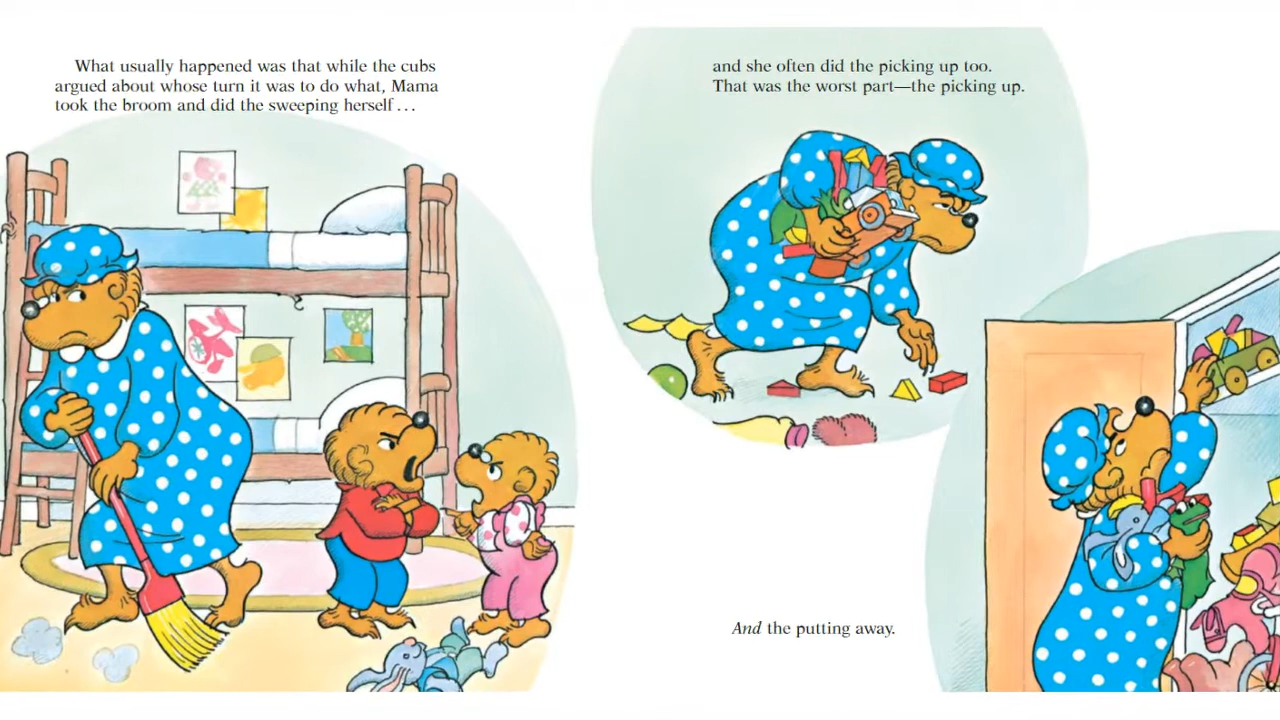 What usually happened was that while the cubs
argued about whose turn it was to do what, Mama
took the broom and did the sweeping herself . . .
and she often did the picking up too.
That was the worst part—the picking up.
And the putting away.